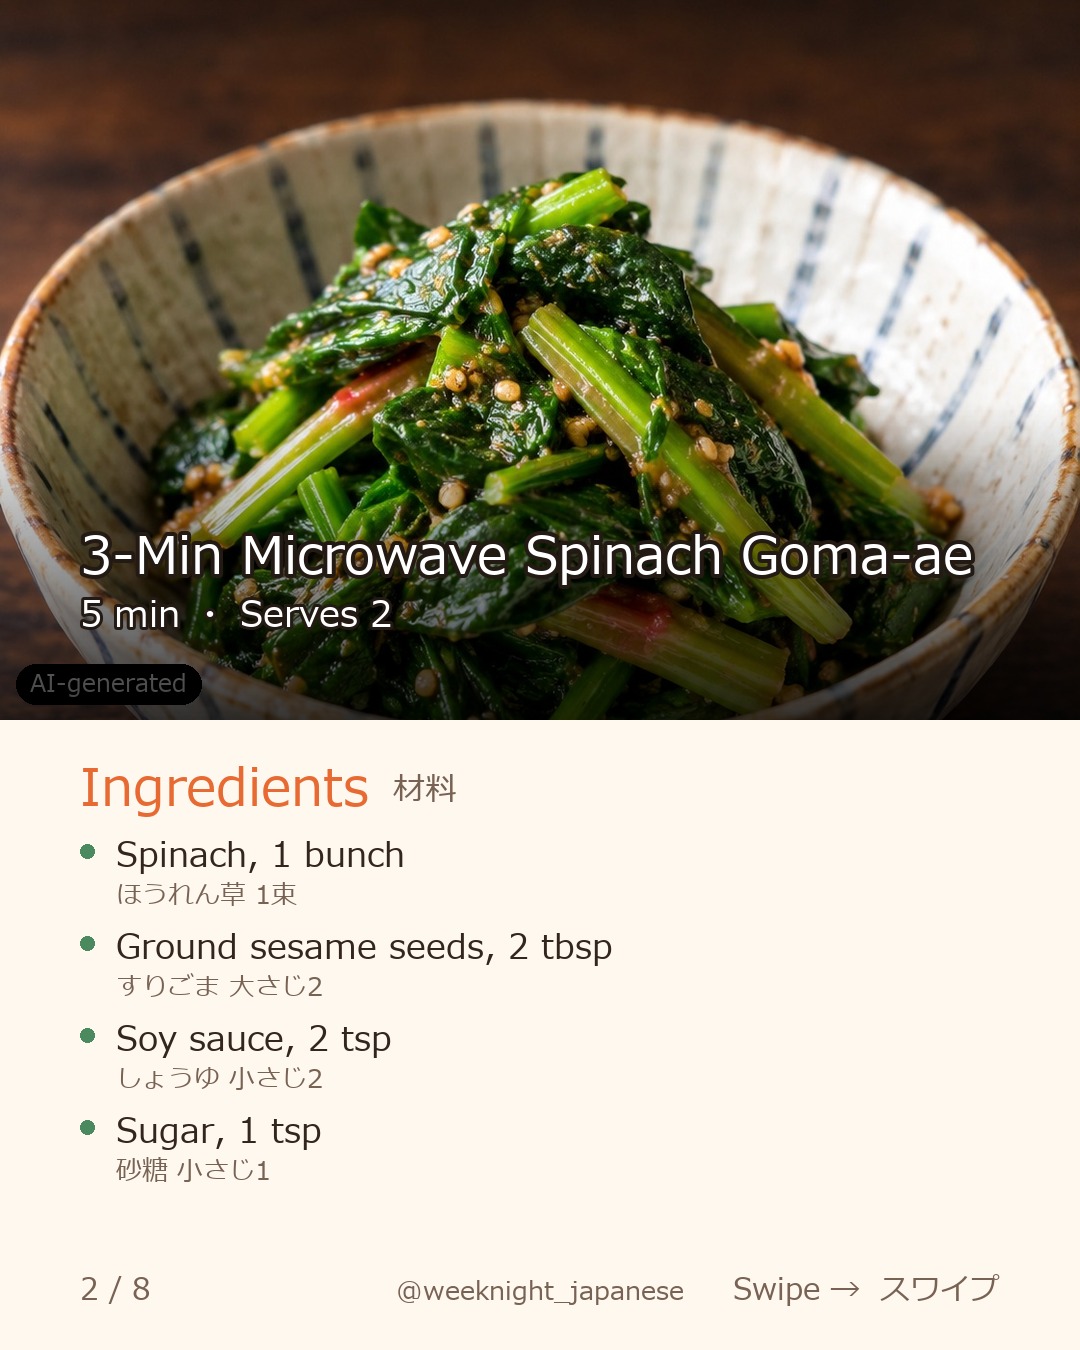 3-Min Microwave Spinach Goma-ae
5 min ・ Serves 2
AI-generated
Ingredients 材料
Spinach, 1 bunch
ほうれん草 1束
Ground sesame seeds, 2 tbsp
すりごま 大さじ2
Soy sauce, 2 tsp
しょうゆ 小さじ2
Sugar, 1 tsp
砂糖 小さじ1
2 / 8 @weeknight_japanese Swipe → スワイプ